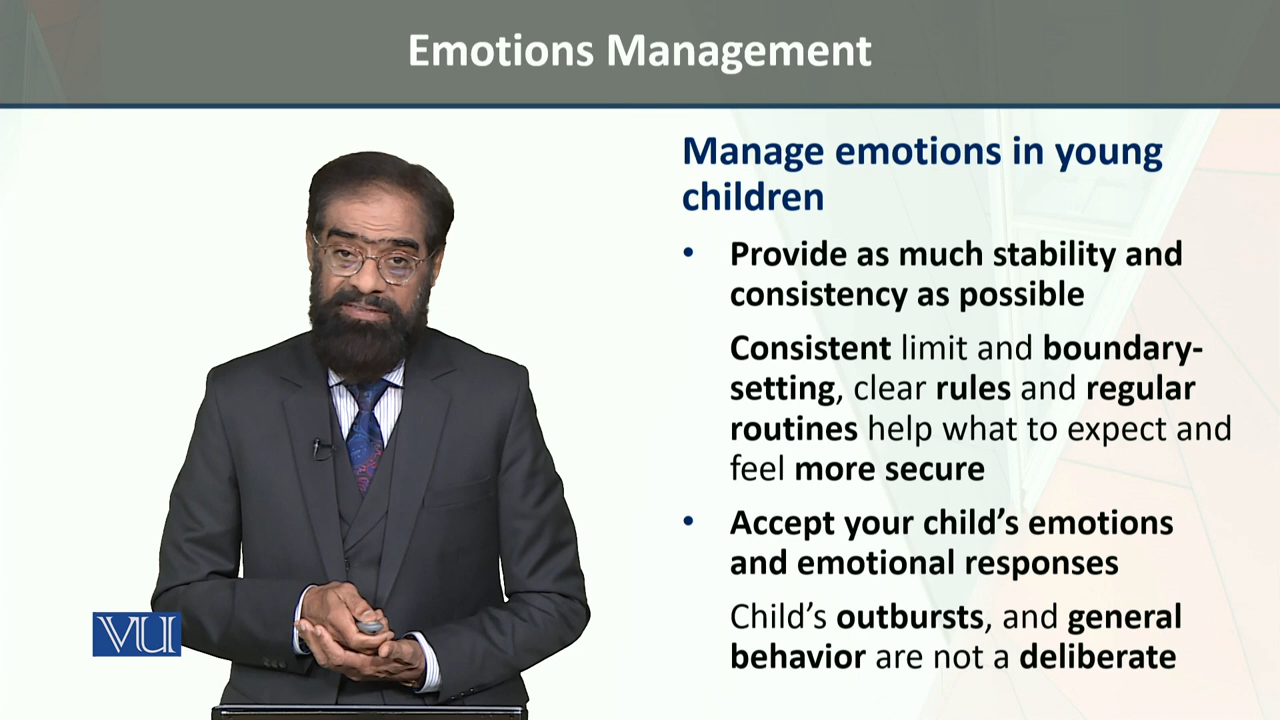 Emotions Management
Manage emotions in young
children
• Provide as much stability and
consistency as possible
Consistent limit and boundary-
setting, clear rules and regular
routines help what to expect and
feel more secure
• Accept your child’s emotions
and emotional responses
Child’s outbursts, and general
behavior are not a deliberate
VU